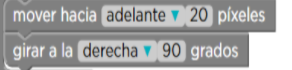 mover hacia adelante ▼ 20 píxeles
girar a la derecha ▼ 90 grados